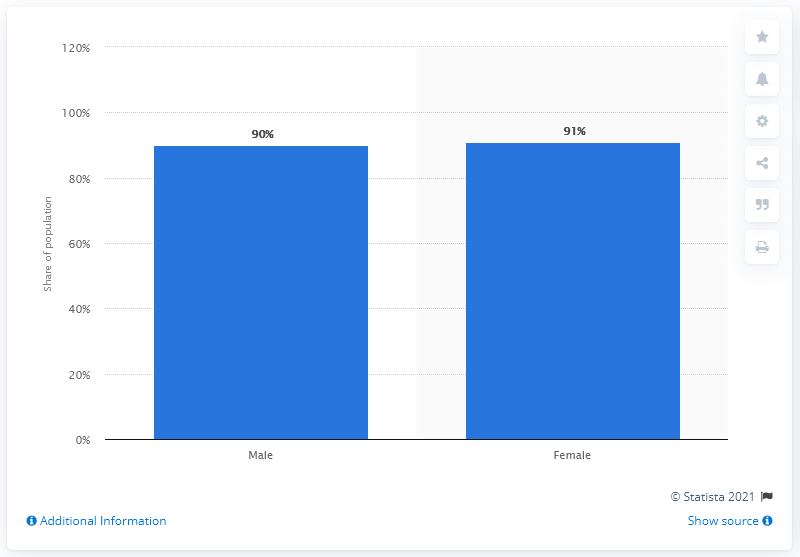 120%
100%
80%
60%
40%
20%
0%
Share of population
90%
91%
Male
Female
© Statista 2021
Additional Information
Show source